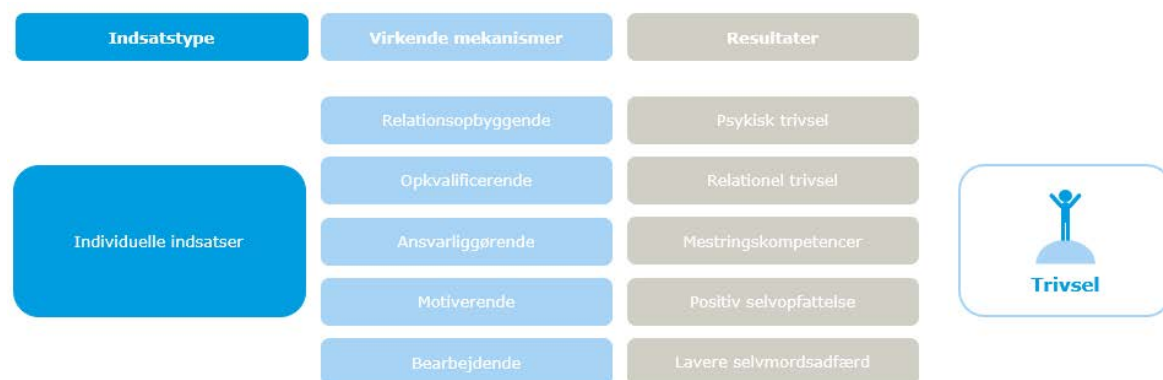 Indsatstype
Virkende mekanismer
Resultater
Individuelle indsatser
Relationsopbyggende
Opkvalificerende
Ansvarliggørende
Motiverende
Bearbejdende
Psykisk trivsel
Relationel trivsel
Mestringskompetencer
Positiv selvopfattelse
Lavere selvmordsadfærd
Trivsel